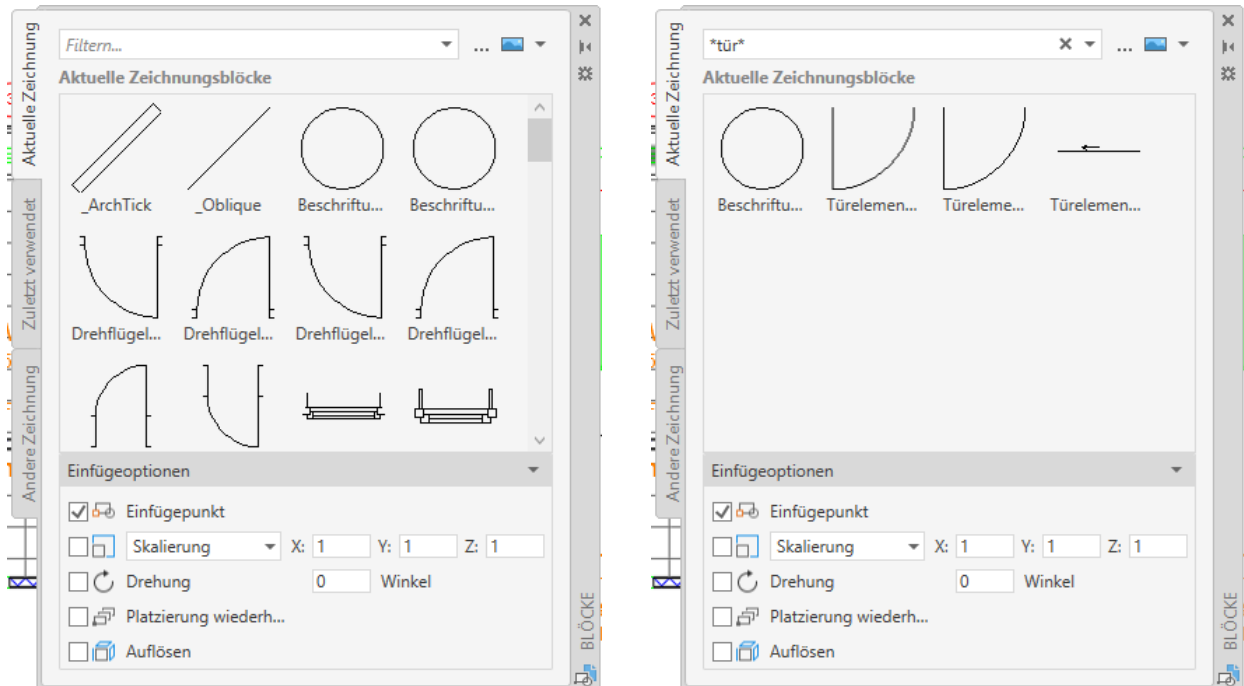 Aktuelle Zeichnung
Zuletzt verwendet
Andere Zeichnung
Filtern...
...
Aktuelle Zeichnungsblöcke
_ArchTick
_Oblique
Beschriftu...
Beschriftu...
Drehflügel...
Drehflügel...
Drehflügel...
Drehflügel...
Einfügeoptionen
Einfügepunkt
Skalierung X: 1 Y: 1 Z: 1
Drehung 0 Winkel
Platzierung wiederh...
Auflösen
BLÖCKE
Aktuelle Zeichnung
Zuletzt verwendet
Andere Zeichnung
*tür*
...
Aktuelle Zeichnungsblöcke
Beschriftu...
Türelemen...
Türeleme...
Türelemen...
Einfügeoptionen
Einfügepunkt
Skalierung X: 1 Y: 1 Z: 1
Drehung 0 Winkel
Platzierung wiederh...
Auflösen
BLÖCKE